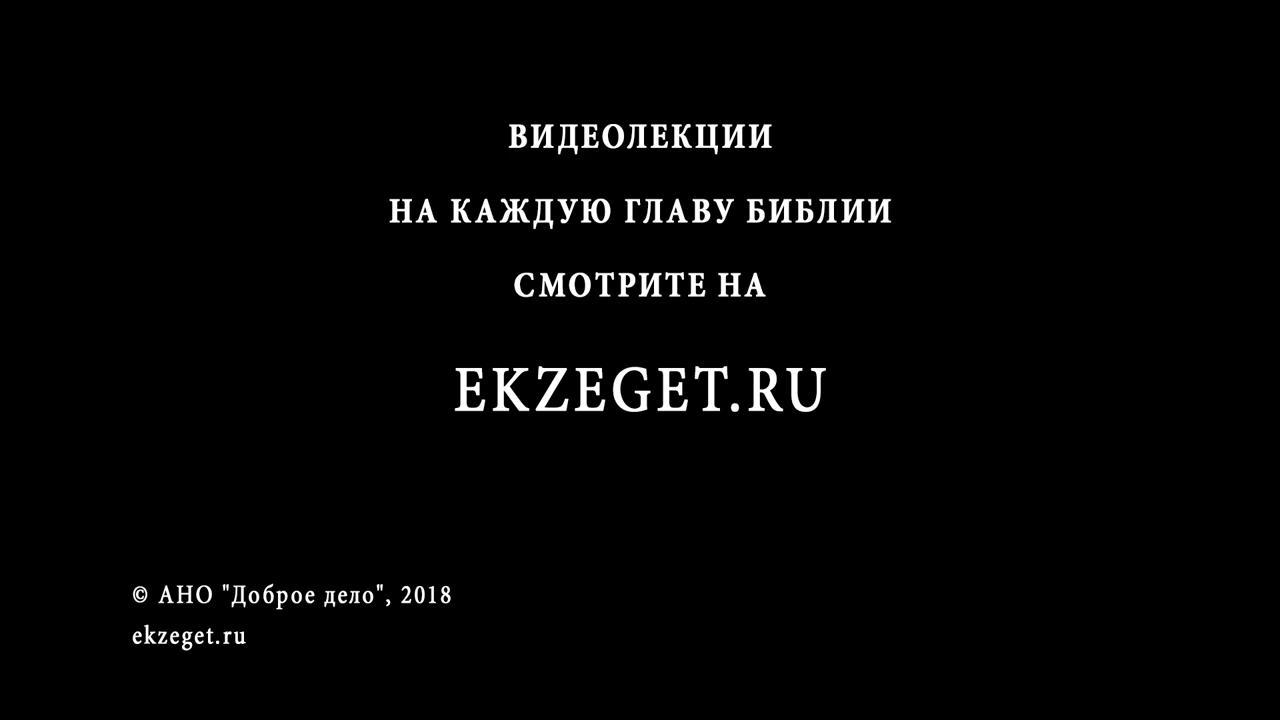 ВИДЕОЛЕКЦИИ
НА КАЖДУЮ ГЛАВУ БИБЛИИ
СМОТРИТЕ НА
EKZEGET.RU
© АНО "Доброе дело", 2018
ekzeget.ru